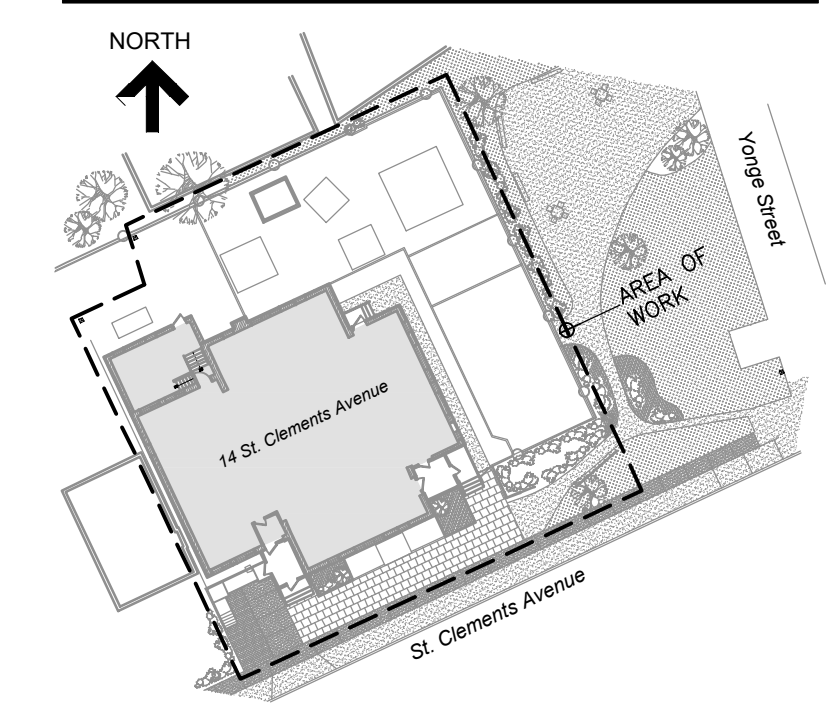 NORTH
Yonge Street
AREA OF
WORK
14 St. Clements Avenue
St. Clements Avenue